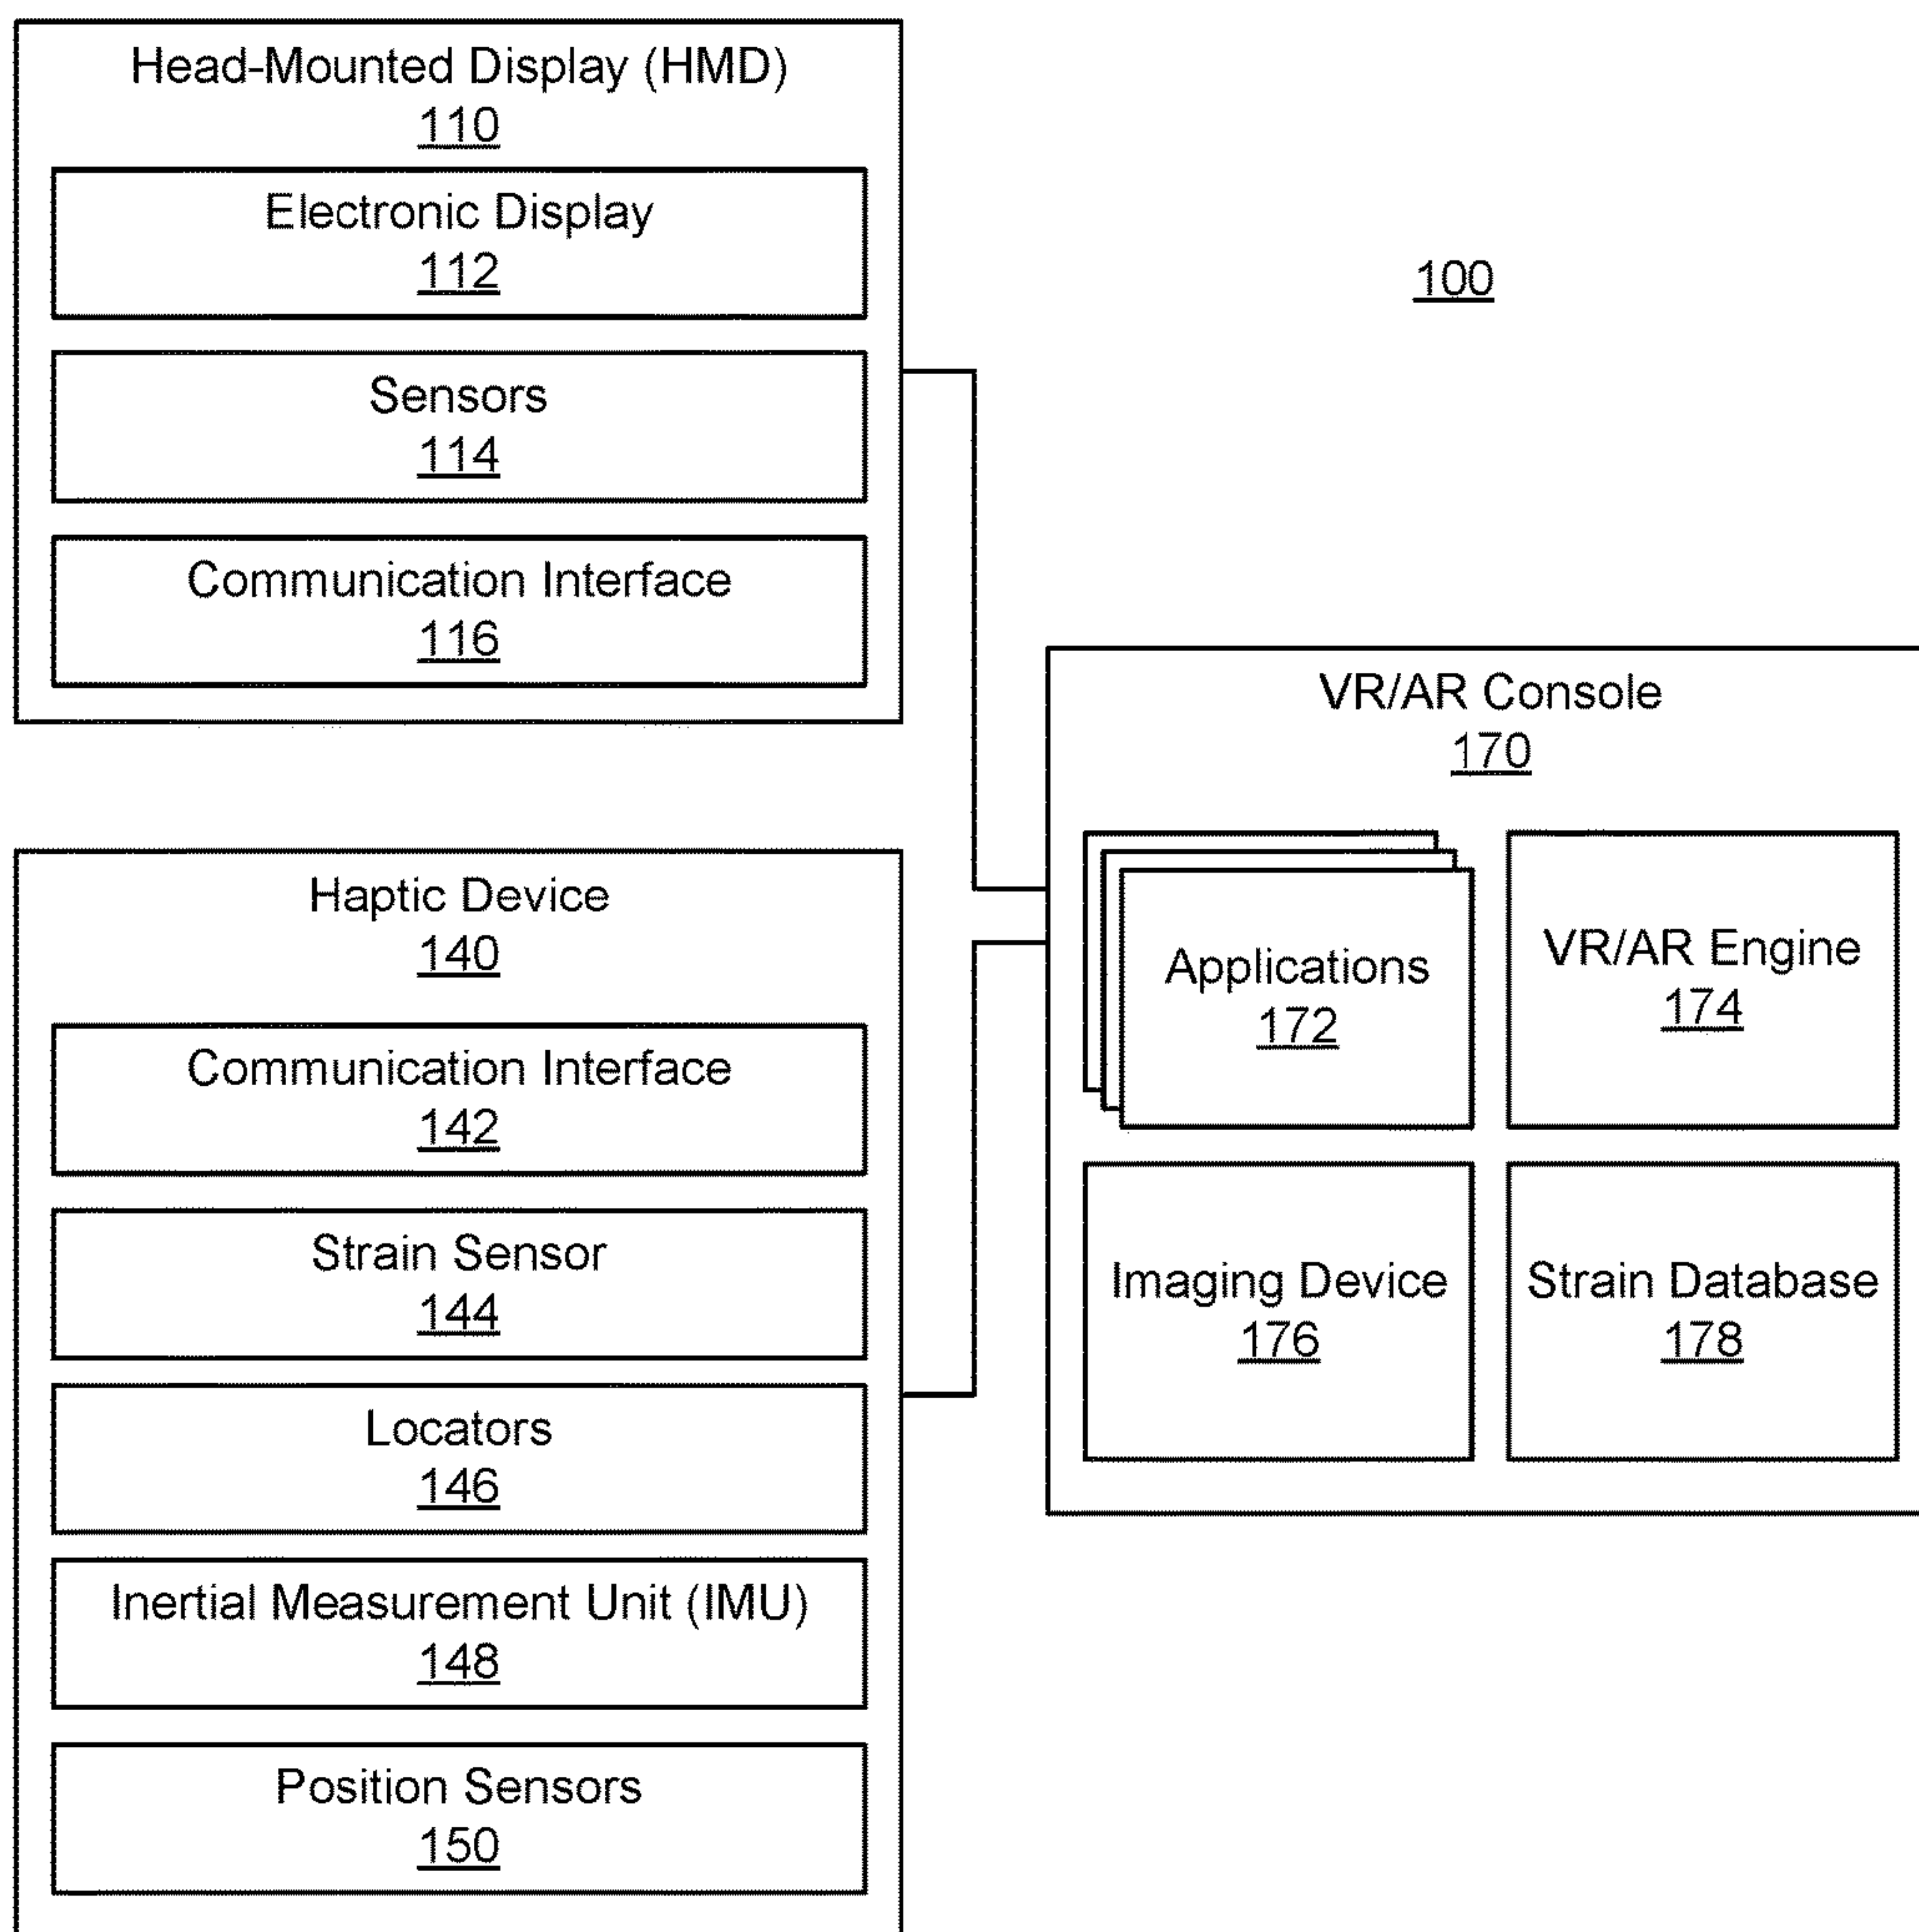 Head-Mounted Display (HMD)
110
Electronic Display
112
Sensors
114
Communication Interface
116
100
Haptic Device
140
Communication Interface
142
Strain Sensor
144
Locators
146
Inertial Measurement Unit (IMU)
148
Position Sensors
150
VR/AR Console
170
Applications
172
VR/AR Engine
174
Imaging Device
176
Strain Database
178